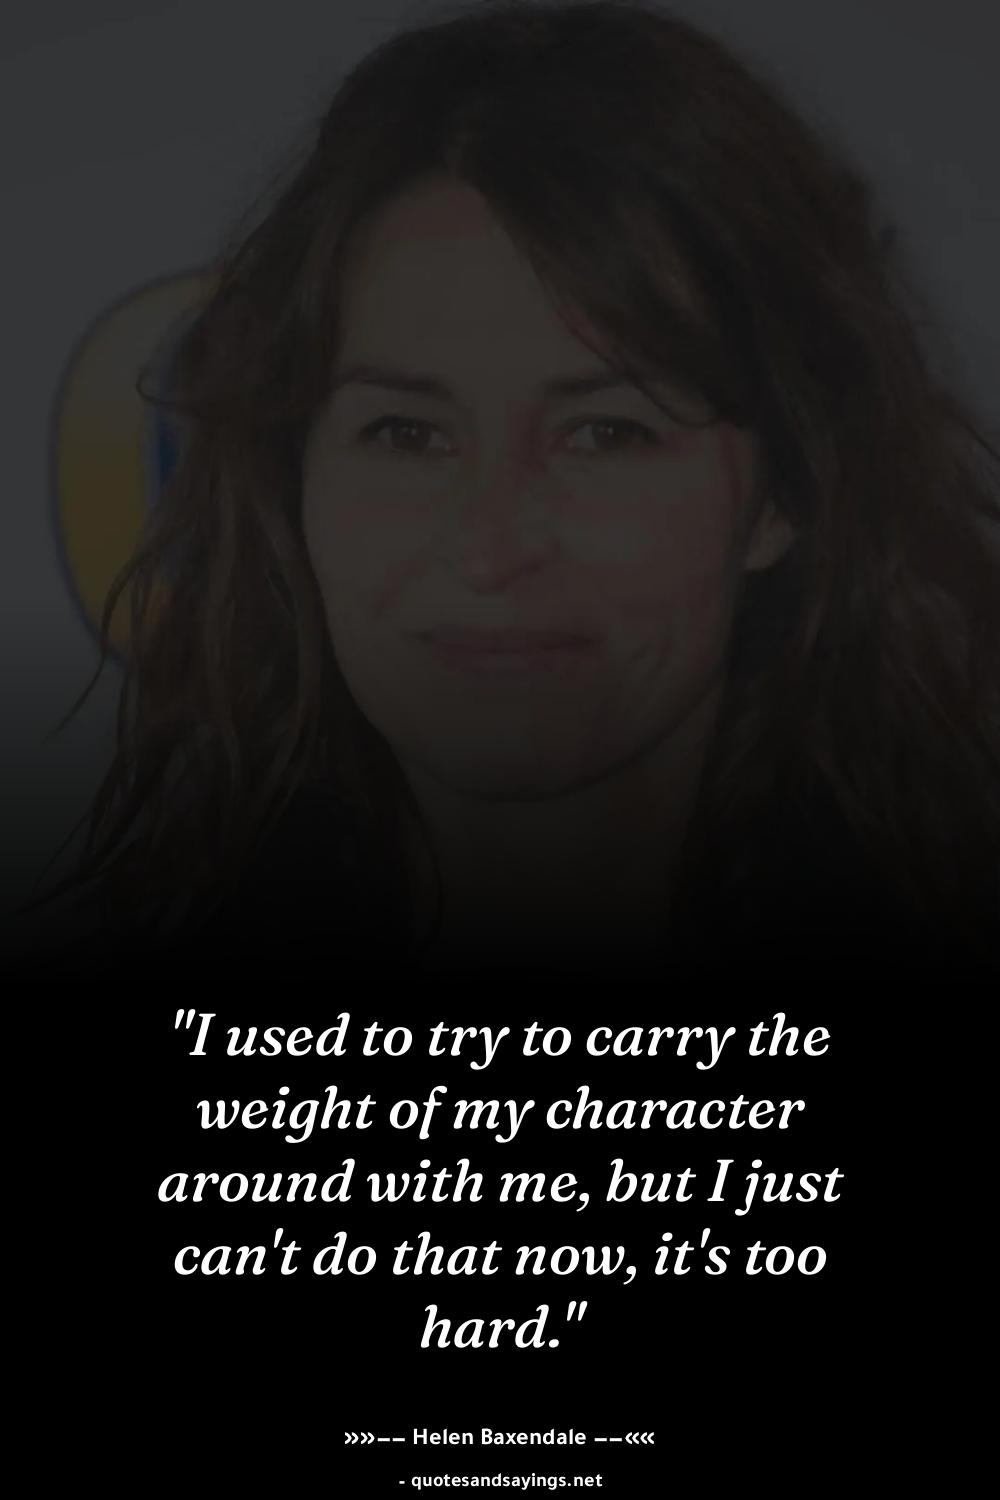 "I used to try to carry the
weight of my character
around with me, but I just
can't do that now, it's too
hard."
»»–– Helen Baxendale ––««
- quotesandsayings.net